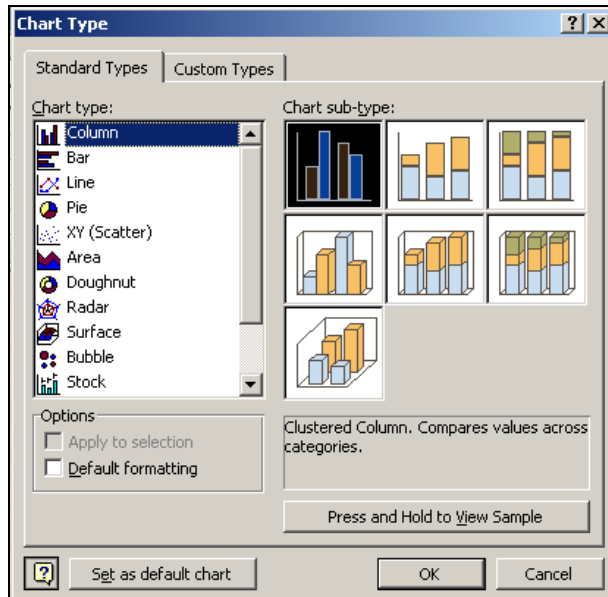 Chart Type
Standard Types
Custom Types
Chart type:
Column
Bar
Line
Pie
XY (Scatter)
Area
Doughnut
Radar
Surface
Bubble
Stock
Chart sub-type:
Clustered Column. Compares values across
categories.
Options
Apply to selection
Default formatting
Press and Hold to View Sample
Set as default chart
OK
Cancel